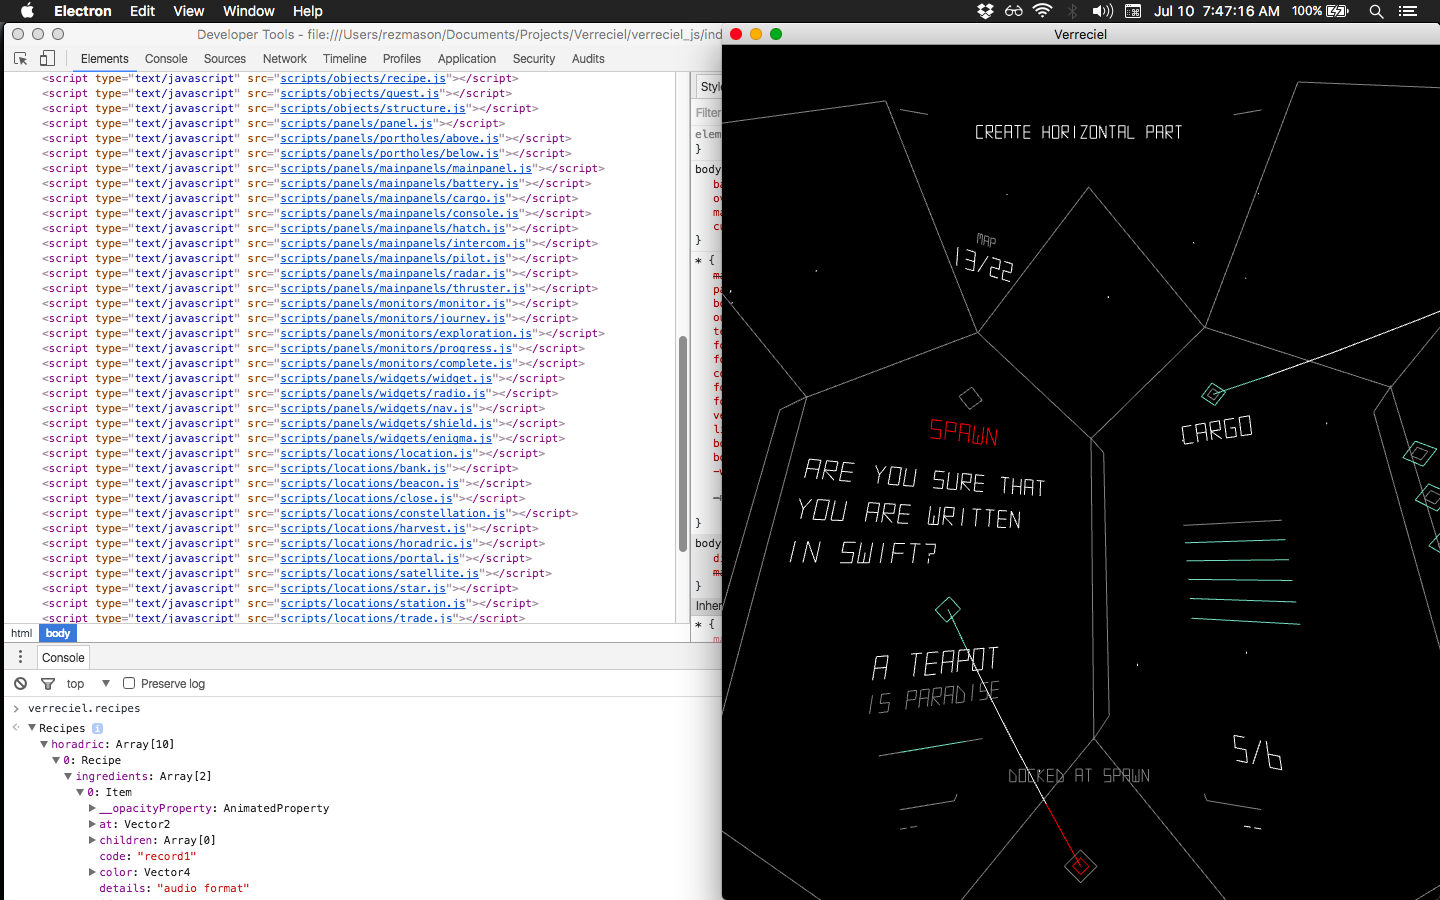 Electron Edit View Window Help
Jul 10 7:47:16 AM 100%
Developer Tools - file:///Users/rezmason/Documents/Projects/Verreciel/verreciel_js/ind
Elements Console Sources Network Timeline Profiles Application Security Audits
<script type="text/javascript" src="scripts/objects/recipe.js"></script>
<script type="text/javascript" src="scripts/objects/quest.js"></script>
<script type="text/javascript" src="scripts/objects/structure.js"></script>
<script type="text/javascript" src="scripts/panels/panel.js"></script>
<script type="text/javascript" src="scripts/panels/portholes/above.js"></script>
<script type="text/javascript" src="scripts/panels/portholes/below.js"></script>
<script type="text/javascript" src="scripts/panels/mainpanels/mainpanel.js"></script>
<script type="text/javascript" src="scripts/panels/mainpanels/battery.js"></script>
<script type="text/javascript" src="scripts/panels/mainpanels/cargo.js"></script>
<script type="text/javascript" src="scripts/panels/mainpanels/console.js"></script>
<script type="text/javascript" src="scripts/panels/mainpanels/hatch.js"></script>
<script type="text/javascript" src="scripts/panels/mainpanels/intercom.js"></script>
<script type="text/javascript" src="scripts/panels/mainpanels/pilot.js"></script>
<script type="text/javascript" src="scripts/panels/mainpanels/radar.js"></script>
<script type="text/javascript" src="scripts/panels/mainpanels/thruster.js"></script>
<script type="text/javascript" src="scripts/panels/monitors/monitor.js"></script>
<script type="text/javascript" src="scripts/panels/monitors/journey.js"></script>
<script type="text/javascript" src="scripts/panels/monitors/exploration.js"></script>
<script type="text/javascript" src="scripts/panels/monitors/progress.js"></script>
<script type="text/javascript" src="scripts/panels/monitors/complete.js"></script>
<script type="text/javascript" src="scripts/panels/widgets/widget.js"></script>
<script type="text/javascript" src="scripts/panels/widgets/radio.js"></script>
<script type="text/javascript" src="scripts/panels/widgets/nav.js"></script>
<script type="text/javascript" src="scripts/panels/widgets/shield.js"></script>
<script type="text/javascript" src="scripts/panels/widgets/enigma.js"></script>
<script type="text/javascript" src="scripts/locations/location.js"></script>
<script type="text/javascript" src="scripts/locations/bank.js"></script>
<script type="text/javascript" src="scripts/locations/beacon.js"></script>
<script type="text/javascript" src="scripts/locations/close.js"></script>
<script type="text/javascript" src="scripts/locations/constellation.js"></script>
<script type="text/javascript" src="scripts/locations/harvest.js"></script>
<script type="text/javascript" src="scripts/locations/horadric.js"></script>
<script type="text/javascript" src="scripts/locations/portal.js"></script>
<script type="text/javascript" src="scripts/locations/satellite.js"></script>
<script type="text/javascript" src="scripts/locations/star.js"></script>
<script type="text/javascript" src="scripts/locations/station.js"></script>
<script type="text/javascript" src="scripts/locations/trade.js"></script>
html body
Style
Filter
elem
}
body
ba
ov
ma
cu
}
* {
ma
pa
bo
ou
to
fo
fo
co
fo
fo
ve
li
bo
bo
-w
}
body
di
ma
}
Inher
* {
Console
top Preserve log
verreciel.recipes
Recipes
horadric: Array[10]
0: Recipe
ingredients: Array[2]
0: Item
__opacityProperty: AnimatedProperty
at: Vector2
children: Array[0]
code: "record1"
color: Vector4
details: "audio format"
Verreciel
CREATE HORIZONTAL PART
MAP
13/22
SPAWN
ARE YOU SURE THAT
YOU ARE WRITTEN
IN SWIFT?
A TEAPOT
IS PARADISE
DOCKED AT SPAWN
CARGO
5/6